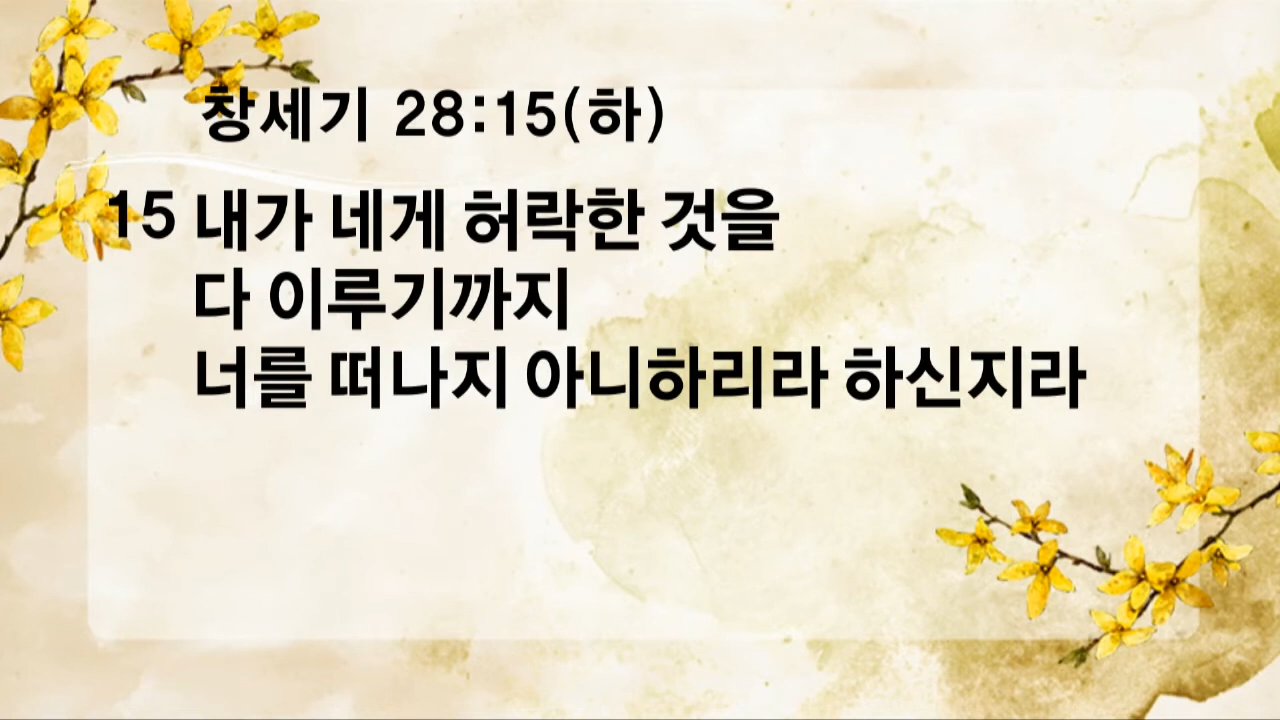 창세기 28:15(하)
15 내가 네게 허락한 것을
다 이루기까지
너를 떠나지 아니하리라 하신지라